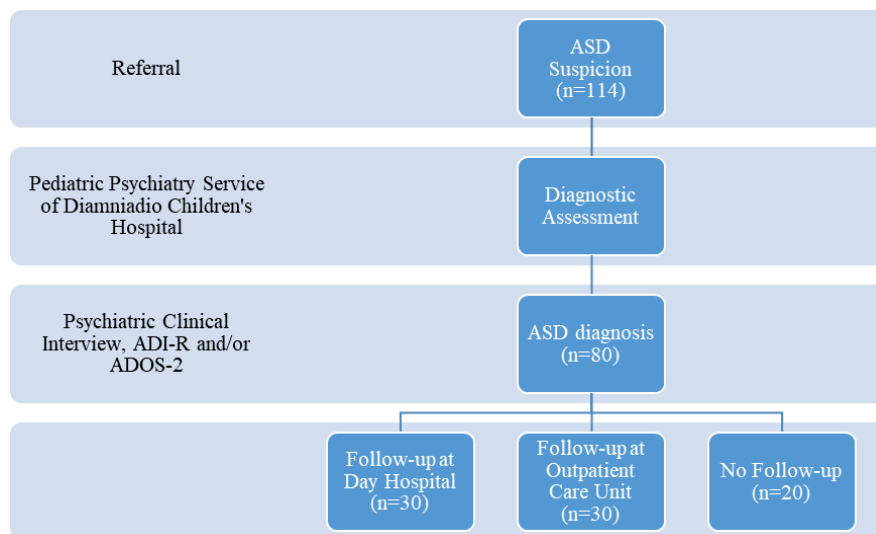 Referral
ASD
Suspicion
(n=114)
Pediatric Psychiatry Service
of Diamniadio Children's
Hospital
Diagnostic
Assessment
Psychiatric Clinical
Interview, ADI-R and/or
ADOS-2
ASD diagnosis
(n=80)
Follow-up at
Day Hospital
(n=30)
Follow-up at
Outpatient
Care Unit
(n=30)
No Follow-up
(n=20)